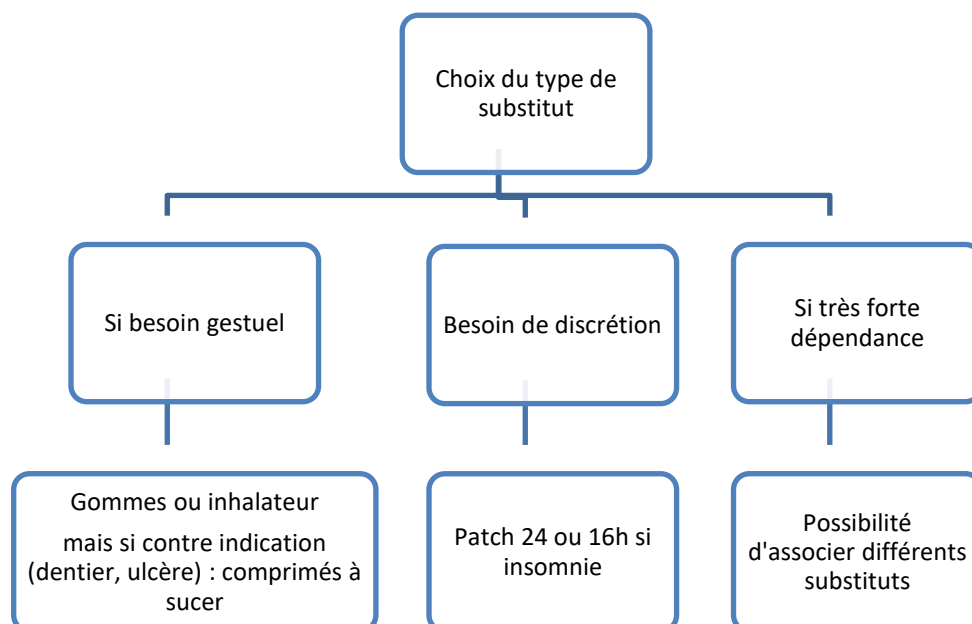 Choix du type de
substitut
Si besoin gestuel
Besoin de discrétion
Si très forte
dépendance
Gommes ou inhalateur
mais si contre indication
(dentier, ulcère) : comprimés à
sucer
Patch 24 ou 16h si
insomnie
Possibilité
d'associer différents
substituts